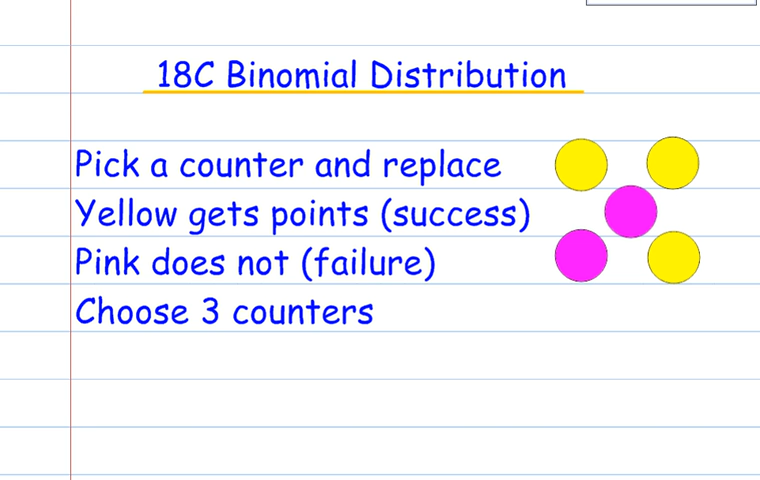 18C Binomial Distribution
Pick a counter and replace
Yellow gets points (success)
Pink does not (failure)
Choose 3 counters